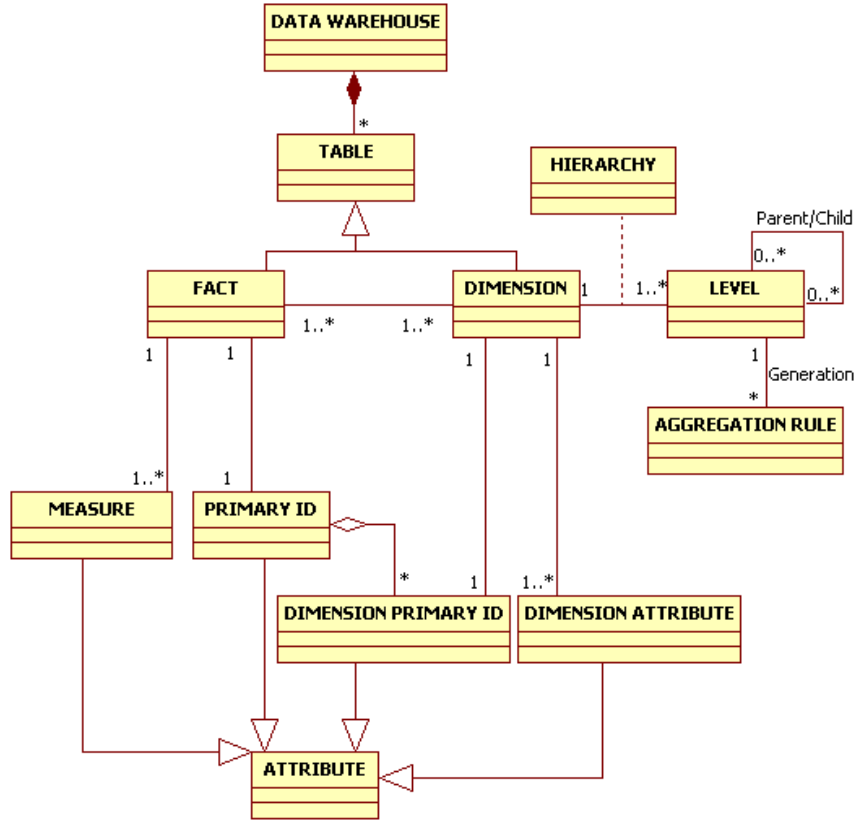 DATA WAREHOUSE
*
TABLE
HIERARCHY
Parent/Child
0..*
FACT
DIMENSION
1
1..*
LEVEL
0..*
1..*
1..*
1
1
1
1
1
Generation
*
AGGREGATION RULE
1..*
1
MEASURE
PRIMARY ID
*
1
1..*
DIMENSION PRIMARY ID
DIMENSION ATTRIBUTE
ATTRIBUTE